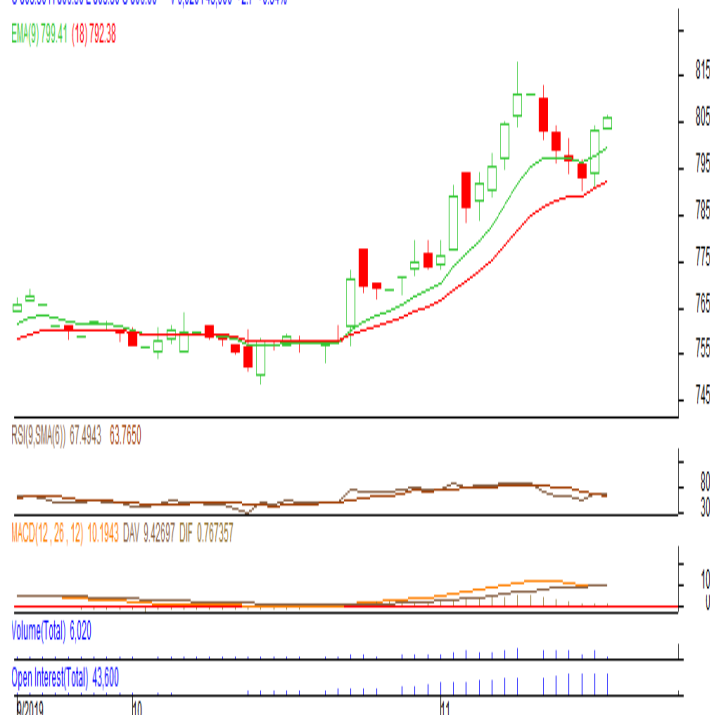 EMA(9) 799.41 (18) 792.38
815
805
795
785
775
765
755
745
RSI(9,SMA(6)) 67.4943 63.7650
80
30
MACD(12 , 26 , 12) 10.1943 DAV 9.42697 DIF 0.767357
10
0
Volume(Total) 6,020
Open Interest(Total) 43,600
9/2019 10 11